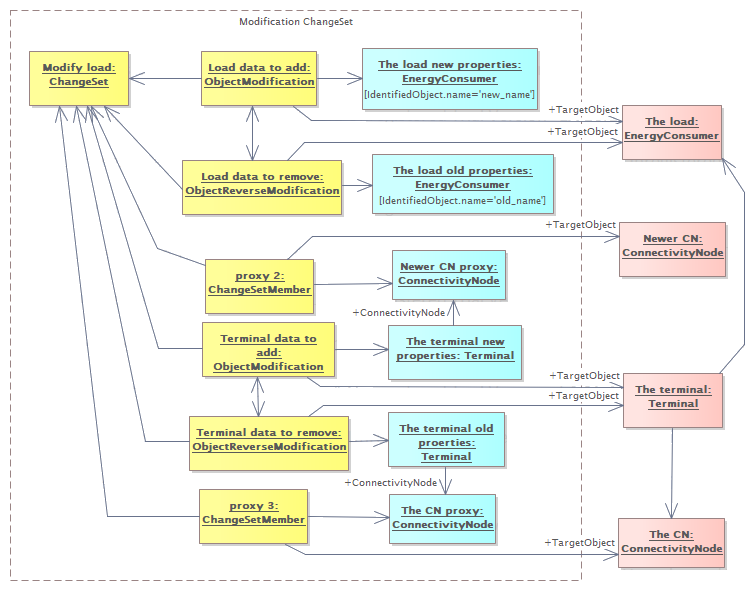 Modification ChangeSet
Modify load:
ChangeSet
Load data to add:
ObjectModification
The load new properties:
EnergyConsumer
[IdentifiedObject.name='new_name']
+TargetObject
The load:
EnergyConsumer
+TargetObject
Load data to remove:
ObjectReverseModification
The load old properties:
EnergyConsumer
[IdentifiedObject.name='old_name']
+TargetObject
Newer CN:
ConnectivityNode
proxy 2:
ChangeSetMember
Newer CN proxy:
ConnectivityNode
+ConnectivityNode
Terminal data to
add:
ObjectModification
The terminal new
properties: Terminal
+TargetObject
The terminal:
Terminal
+TargetObject
Terminal data to remove:
ObjectReverseModification
The terminal old
proerties:
Terminal
+ConnectivityNode
proxy 3:
ChangeSetMember
The CN proxy:
ConnectivityNode
+TargetObject
The CN:
ConnectivityNode